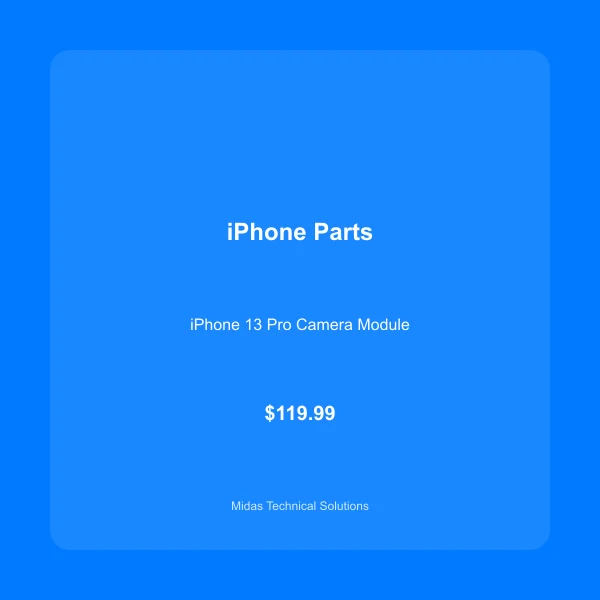 iPhone Parts
iPhone 13 Pro Camera Module
$119.99
Midas Technical Solutions